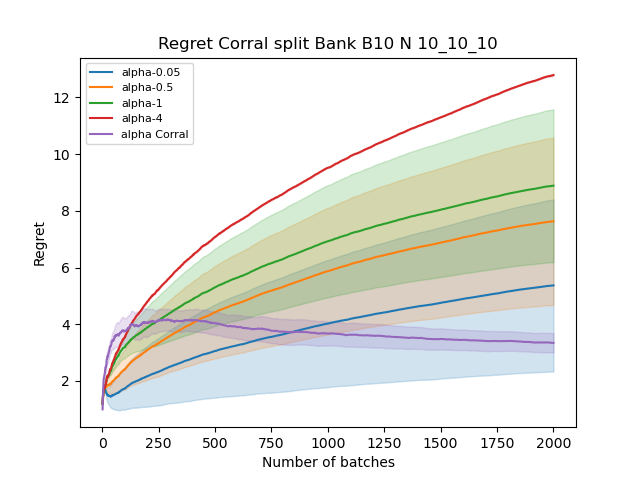 Regret Corral split Bank B10 N 10_10_10
alpha-0.05
alpha-0.5
alpha-1
alpha-4
alpha Corral
12
10
8
6
4
2
Regret
0 250 500 750 1000 1250 1500 1750 2000
Number of batches